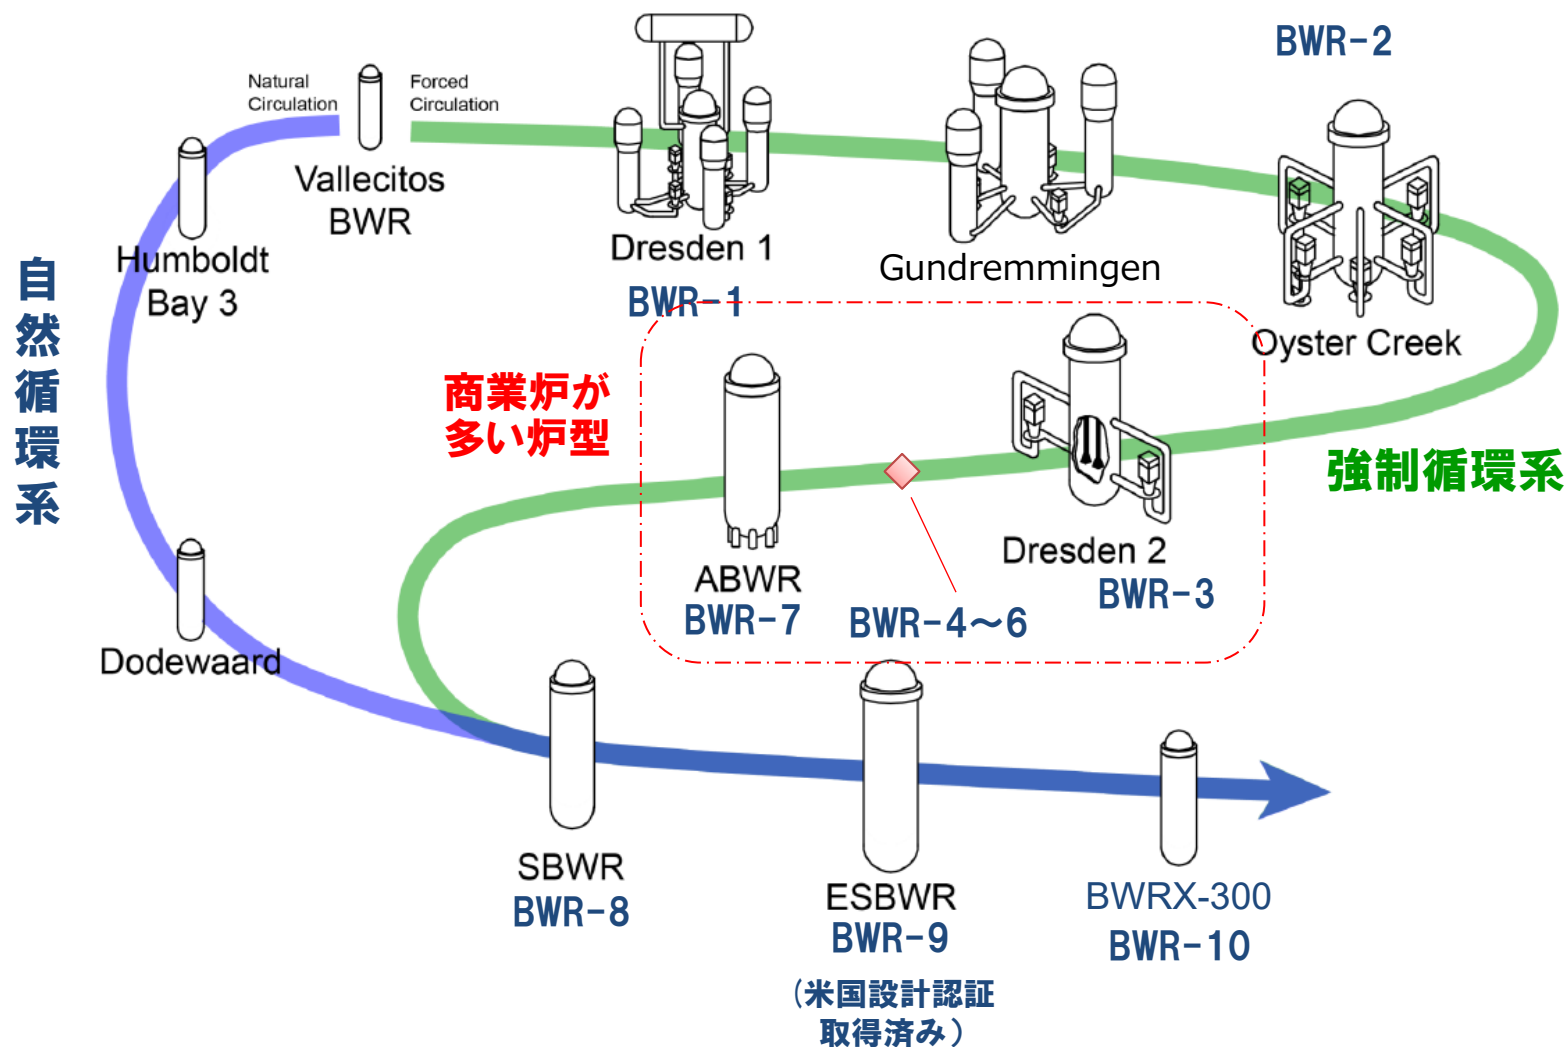 BWR-2
Natural
Circulation
Forced
Circulation
Vallecitos
BWR
Humboldt
Bay 3
Dresden 1
BWR-1
Gundremmingen
Oyster Creek
自然循環系
商業炉が
多い炉型
強制循環系
Dresden 2
BWR-3
ABWR
BWR-7
BWR-4～6
Dodewaard
SBWR
BWR-8
ESBWR
BWR-9
(米国設計認証
取得済み)
BWRX-300
BWR-10